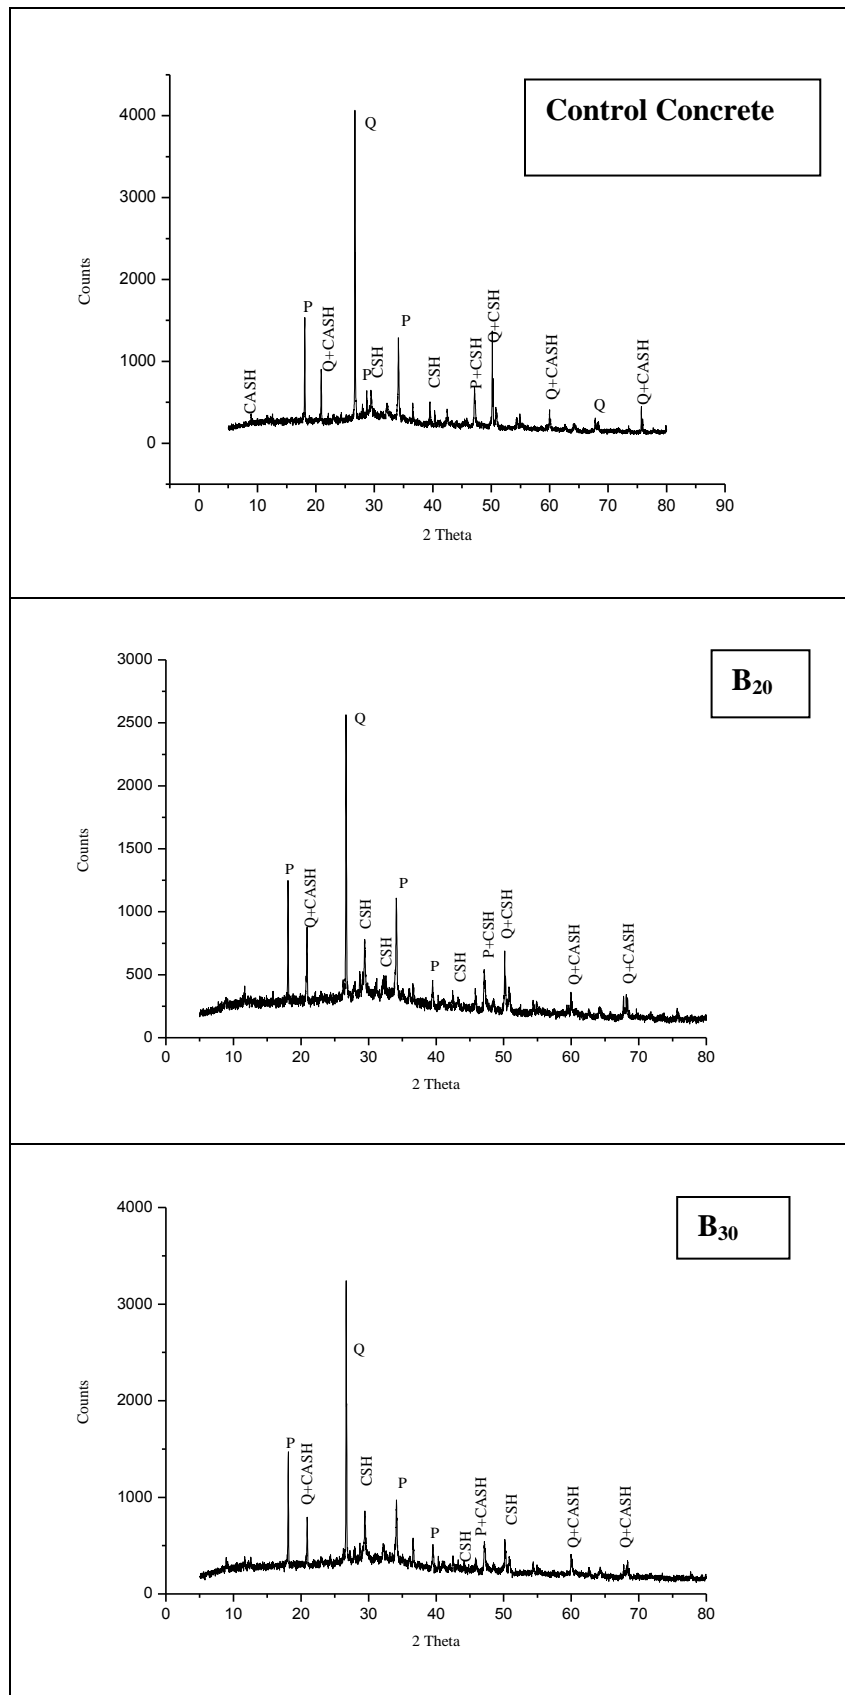 Control Concrete
4000
3000
2000
1000
0
Counts
CASH
P
Q+CASH
Q
P
CSH
P
CSH
P+CSH
Q+CSH
Q+CASH
Q
Q+CASH
0 10 20 30 40 50 60 70 80 90
2 Theta
B₂₀
3000
2500
2000
1500
1000
500
0
Counts
P
Q+CASH
Q
CSH
CSH
P
P
CSH
P+CSH
Q+CSH
Q+CASH
Q+CASH
0 10 20 30 40 50 60 70 80
2 Theta
B₃₀
4000
3000
2000
1000
0
Counts
P
Q+CASH
Q
CSH
P
P
CSH
P+CASH
CSH
Q+CASH
Q+CASH
0 10 20 30 40 50 60 70 80
2 Theta